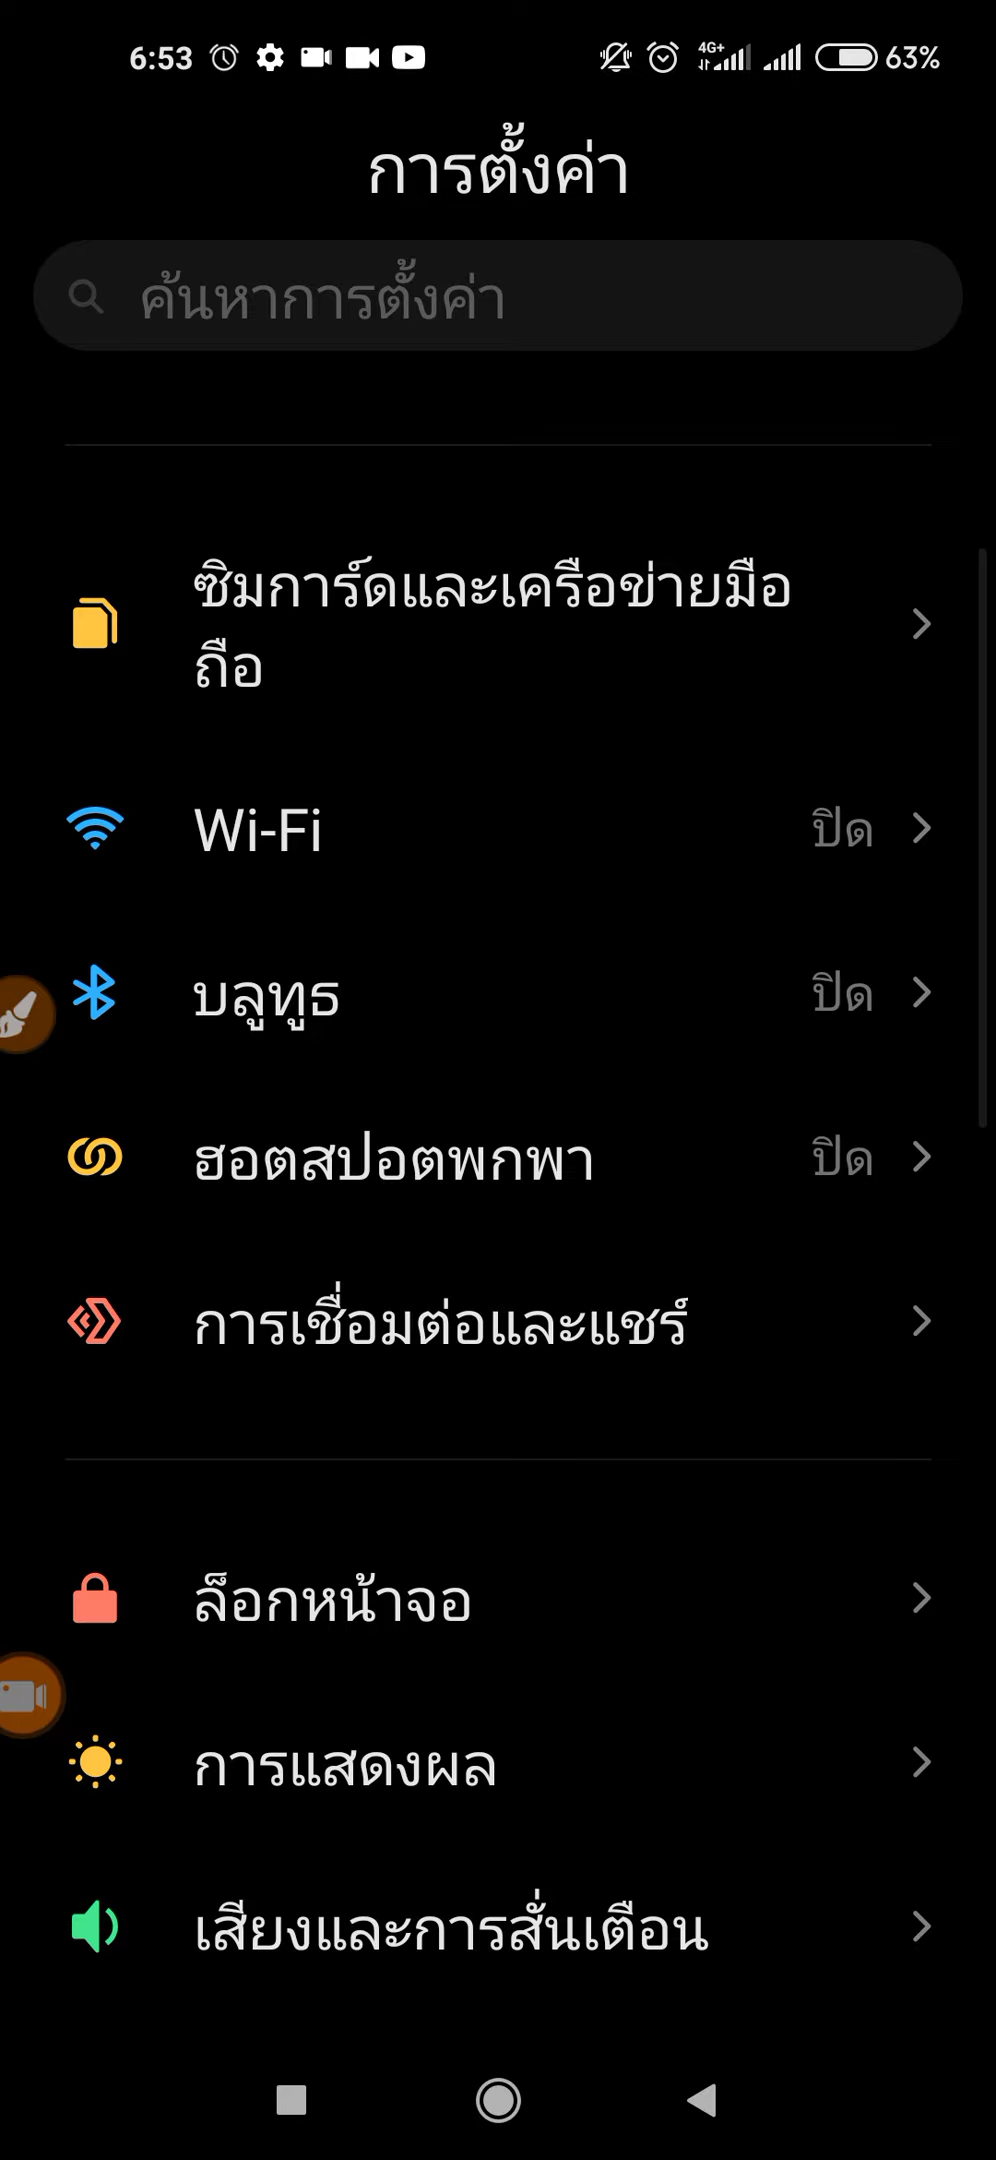 6:53
4G+
63%
การตั้งค่า
ค้นหาการตั้งค่า
ซิมการ์ดและเครือข่ายมือ
ถือ
Wi-Fi ปิด
บลูทูธ ปิด
ฮอตสปอตพกพา ปิด
การเชื่อมต่อและแชร์
ล็อกหน้าจอ
การแสดงผล
เสียงและการสั่นเตือน